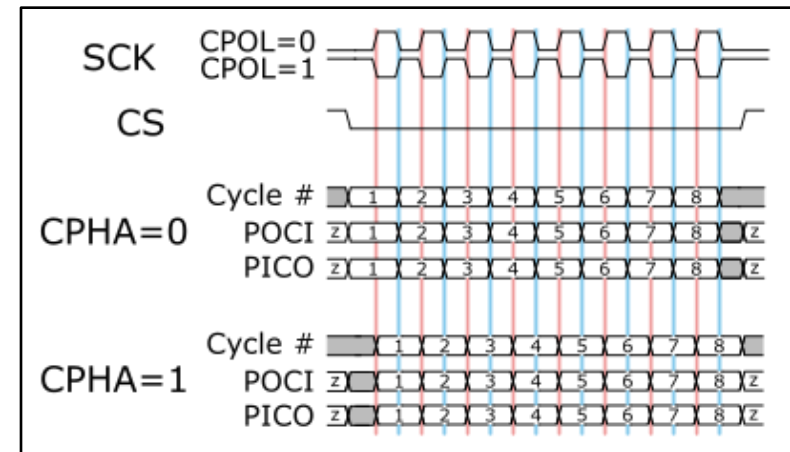 SCK CPOL=0
CPOL=1
CS
Cycle # 1 2 3 4 5 6 7 8
CPHA=0 POCI z 1 2 3 4 5 6 7 8 z
PICO z 1 2 3 4 5 6 7 8 z
Cycle # 1 2 3 4 5 6 7 8
CPHA=1 POCI z 1 2 3 4 5 6 7 8 z
PICO z 1 2 3 4 5 6 7 8 z